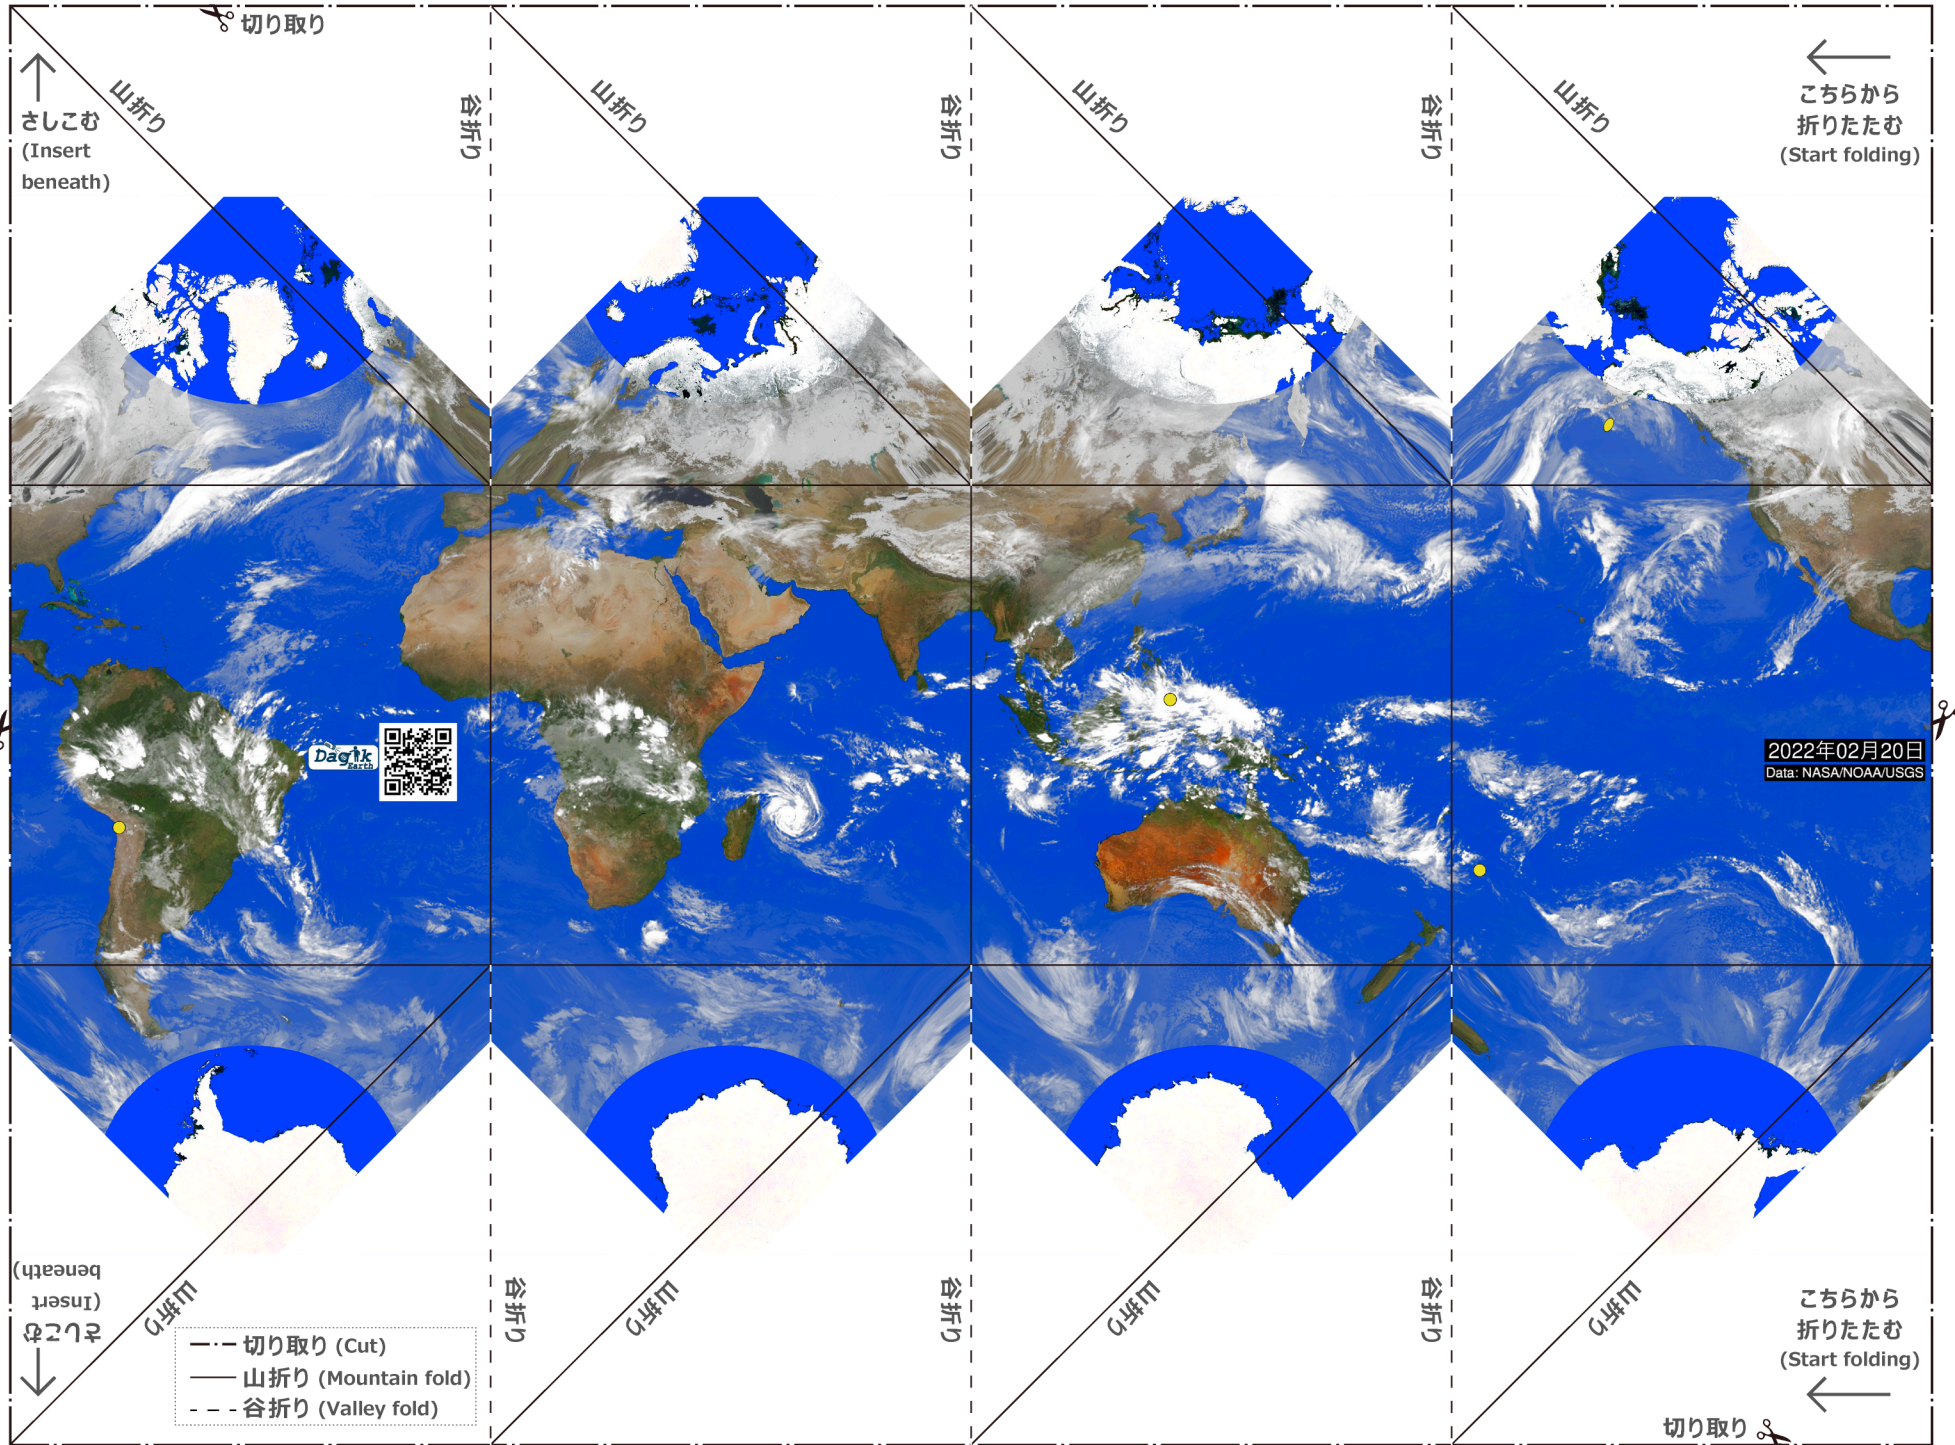 切り取り
さしこむ
(Insert
beneath)
山折り
谷折り
山折り
谷折り
山折り
谷折り
山折り
こちらから
折りたたむ
(Start folding)
Dagik
Earth
2022年02月20日
Data: NASA/NOAA/USGS
さしこむ
(Insert
beneath)
山折り
谷折り
山折り
谷折り
山折り
谷折り
山折り
こちらから
折りたたむ
(Start folding)
切り取り (Cut)
山折り (Mountain fold)
谷折り (Valley fold)
切り取り